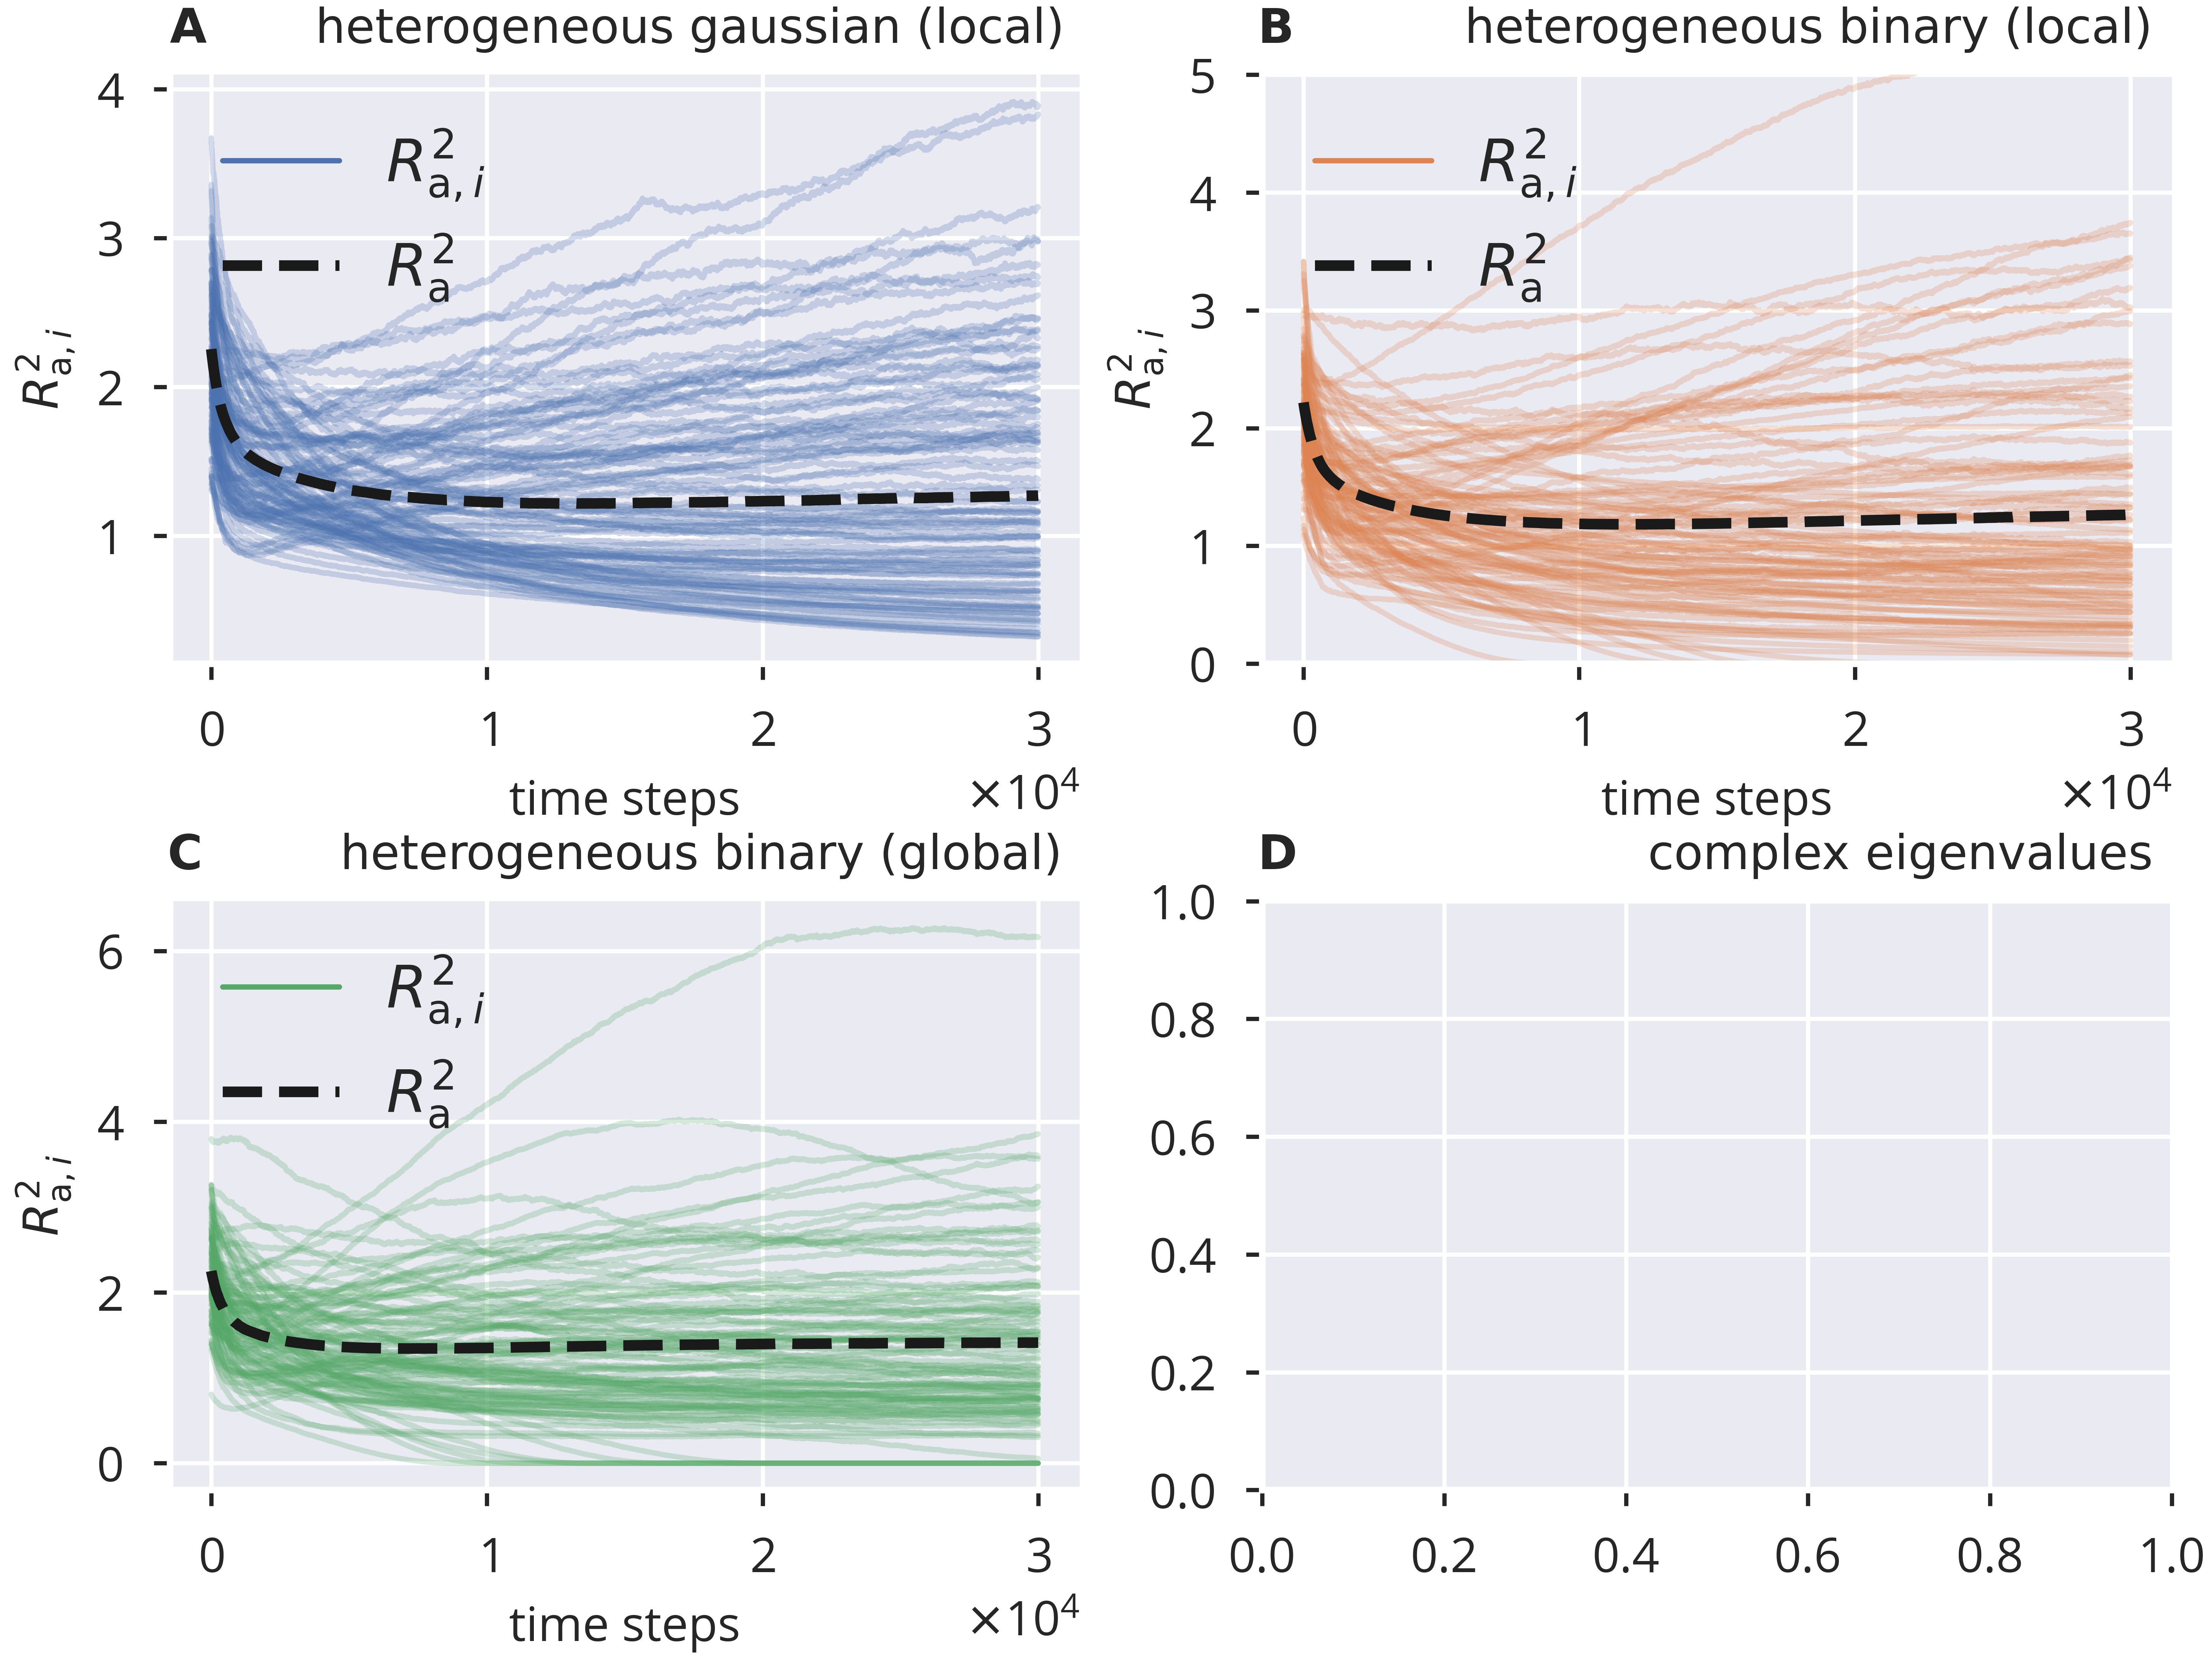 A heterogeneous gaussian (local)
4
3
2
1
R²a,i
R²a,i
R²a
0 1 2 3
time steps ×10⁴
B heterogeneous binary (local)
5
4
3
2
1
0
R²a,i
R²a,i
R²a
0 1 2 3
time steps ×10⁴
C heterogeneous binary (global)
6
4
2
0
R²a,i
R²a,i
R²a
0 1 2 3
time steps ×10⁴
D complex eigenvalues
1.0
0.8
0.6
0.4
0.2
0.0
0.0 0.2 0.4 0.6 0.8 1.0